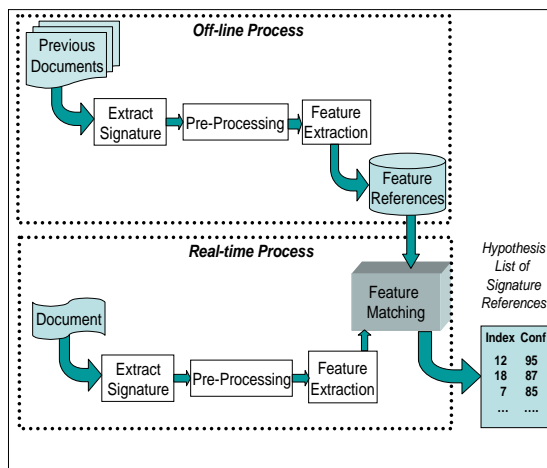 Off-line Process
Previous
Documents
Extract
Signature
Pre-Processing
Feature
Extraction
Feature
References
Real-time Process
Document
Extract
Signature
Pre-Processing
Feature
Extraction
Feature
Matching
Hypothesis
List of
Signature
References
Index Conf
12 95
18 87
7 85
... ....